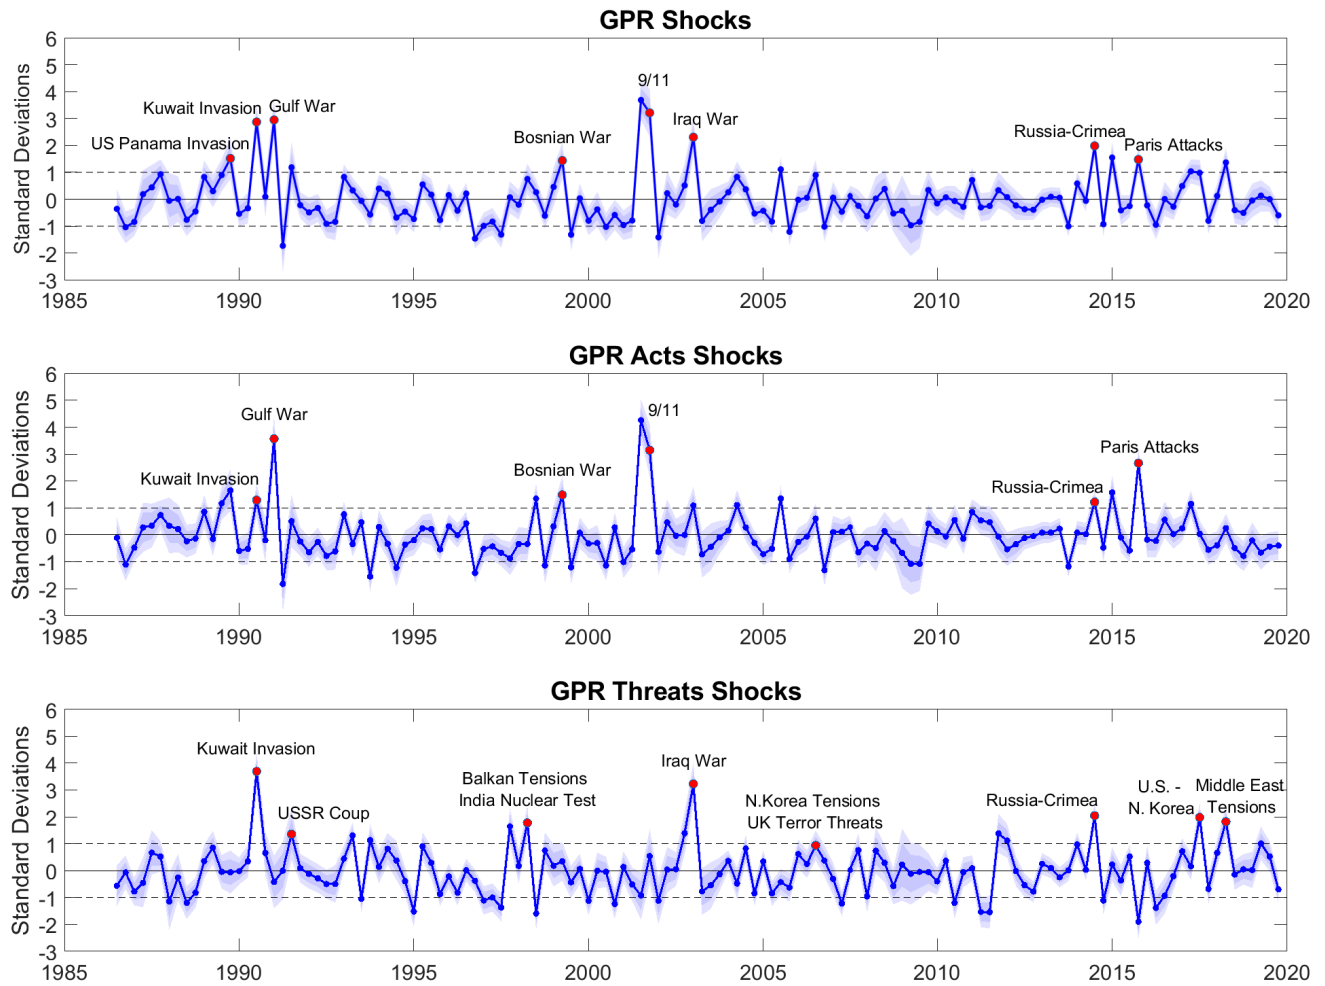 GPR Shocks
Standard Deviations
6
5
4
3
2
1
0
-1
-2
-3
9/11
Kuwait Invasion
Gulf War
Iraq War
US Panama Invasion
Bosnian War
Russia-Crimea
Paris Attacks
1985
1990
1995
2000
2005
2010
2015
2020
GPR Acts Shocks
Standard Deviations
6
5
4
3
2
1
0
-1
-2
-3
Gulf War
9/11
Kuwait Invasion
Bosnian War
Paris Attacks
Russia-Crimea
1985
1990
1995
2000
2005
2010
2015
2020
GPR Threats Shocks
Standard Deviations
6
5
4
3
2
1
0
-1
-2
-3
Kuwait Invasion
USSR Coup
Balkan Tensions
India Nuclear Test
Iraq War
N.Korea Tensions
UK Terror Threats
Russia-Crimea
U.S. -
N. Korea
Middle East
Tensions
1985
1990
1995
2000
2005
2010
2015
2020